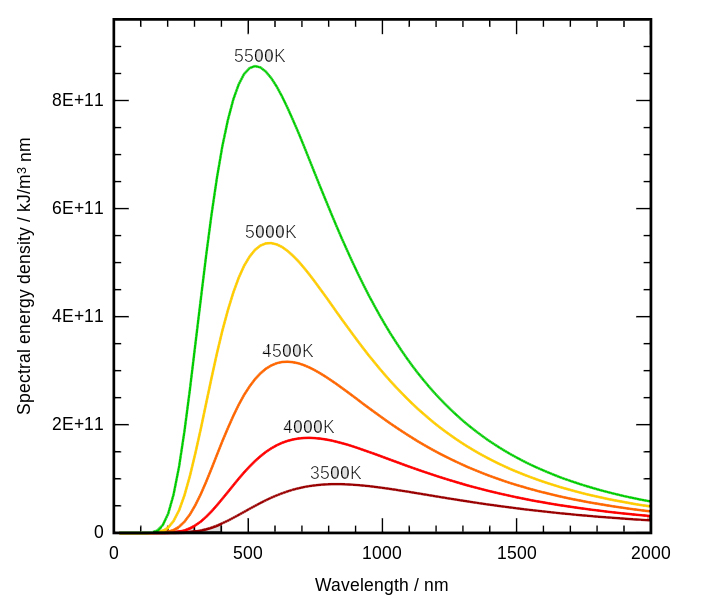 5500K
8E+11
6E+11
5000K
4E+11
4500K
2E+11
4000K
3500K
0
0 500 1000 1500 2000
Wavelength / nm
Spectral energy density / kJ/m³ nm